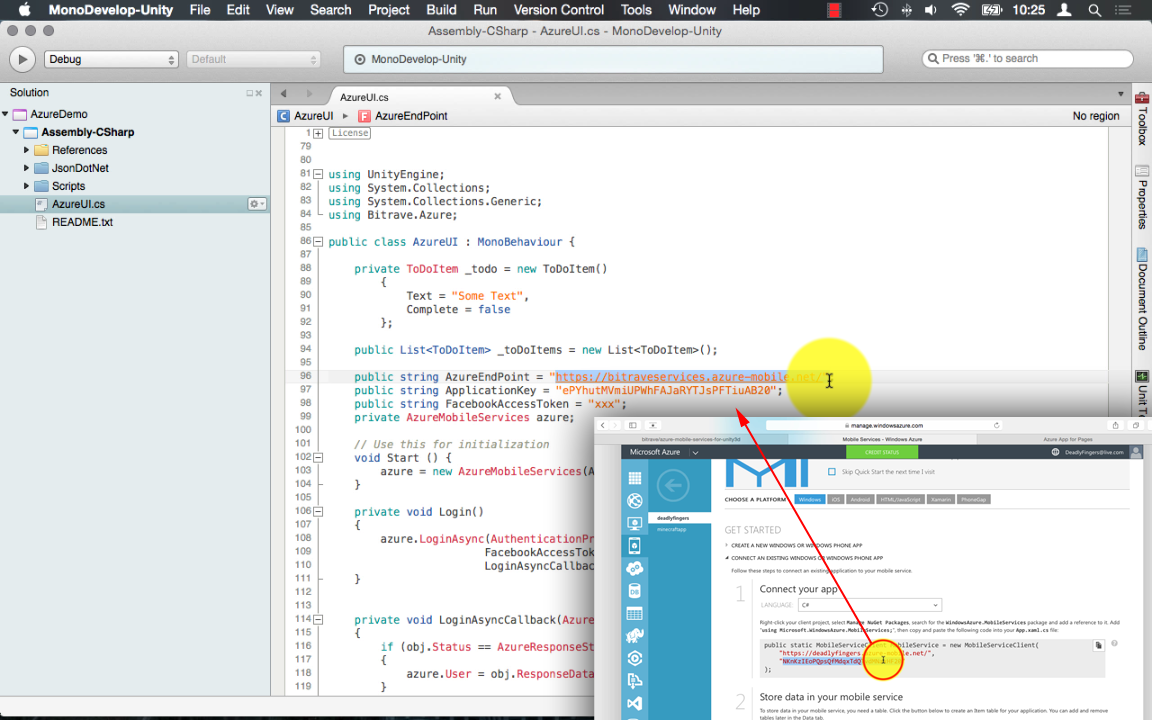 MonoDevelop-Unity File Edit View Search Project Build Run Version Control Tools Window Help 10:25
Assembly-CSharp - AzureUI.cs - MonoDevelop-Unity
Debug Default MonoDevelop-Unity Press '⌘.' to search
Solution
AzureDemo
Assembly-CSharp
References
JsonDotNet
Scripts
AzureUI.cs
README.txt
AzureUI.cs
AzureUI AzureEndPoint No region
1 License
79
80
81 using UnityEngine;
82 using System.Collections;
83 using System.Collections.Generic;
84 using Bitrave.Azure;
85
86 public class AzureUI : MonoBehaviour {
87
88 private ToDoItem _todo = new ToDoItem()
89 {
90 Text = "Some Text",
91 Complete = false
92 };
93
94 public List<ToDoItem> _toDoItems = new List<ToDoItem>();
95
96 public string AzureEndPoint = "https://bitraveservices.azure-mobile.net/
97 public string ApplicationKey = "ePYhutMVmiUPWhFAJaRYTJsPFTiuAB20";
98 public string FacebookAccessToken = "xxx";
99 private AzureMobileServices azure;
100
101 // Use this for initialization
102 void Start () {
103 azure = new AzureMobileServices(A
104 }
105
106 private void Login()
107 {
108 azure.LoginAsync(AuthenticationPr
109 FacebookAccessTok
110 LoginAsyncCallbac
111 }
112
113
114 private void LoginAsyncCallback(Azure
115 {
116 if (obj.Status == AzureResponseSt
117 {
118 azure.User = obj.ResponseData
119 }
Toolbox
Properties
Document Outline
manage.windowsazure.com
bitrave/azure-mobile-services-for-unity3d Mobile Services - Windows Azure Azure App for Pages
Microsoft Azure CREDIT STATUS DeadlyFingers@live.com
Skip Quick Start the next time I visit
CHOOSE A PLATFORM Windows iOS Android HTML/JavaScript Xamarin PhoneGap
deadlyfingers
minecraftapp
GET STARTED
CREATE A NEW WINDOWS OR WINDOWS PHONE APP
CONNECT AN EXISTING WINDOWS OR WINDOWS PHONE APP
Follow these steps to connect an existing application to your mobile service.
1 Connect your app
LANGUAGE: C#
Right-click your client project, select Manage NuGet Packages, search for the WindowsAzure.MobileServices package and add a reference to it. Add
"using Microsoft.WindowsAzure.MobileServices;", then copy and paste the following code into your App.xaml.cs file:
public static MobileServiceClient MobileService = new MobileServiceClient(
"https://deadlyfingers.azure-mobile.net/",
);
2 Store data in your mobile service
To store data in your mobile service, you need a table. Click the button below to create an Item table for your application. You can add and remove
tables later in the Data tab.